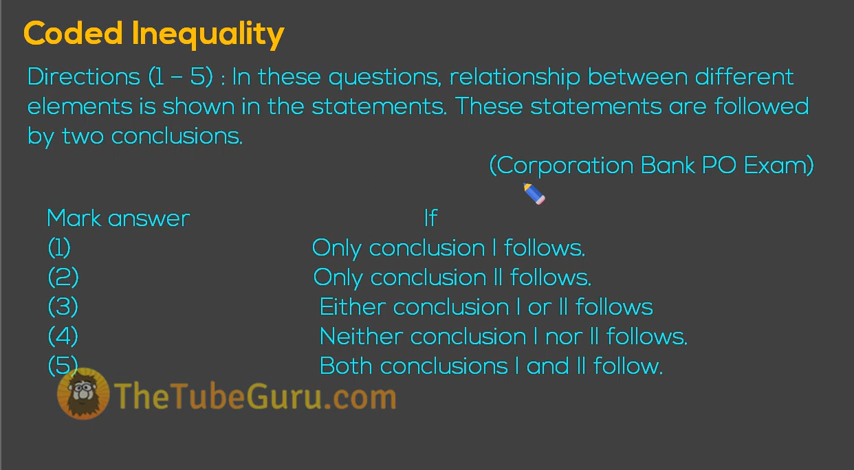 Coded Inequality
Directions (1 – 5) : In these questions, relationship between different
elements is shown in the statements. These statements are followed
by two conclusions.
(Corporation Bank PO Exam)
Mark answer If
(1) Only conclusion I follows.
(2) Only conclusion II follows.
(3) Either conclusion I or II follows
(4) Neither conclusion I nor II follows.
(5) Both conclusions I and II follow.
TheTubeGuru.com